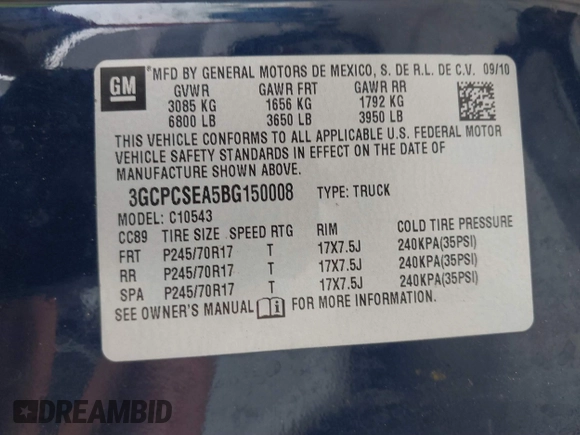 GM
*MFD BY GENERAL MOTORS DE MEXICO, S. DE R.L. DE C.V. 09/10
GVWR GAWR FRT GAWR RR
3085 KG 1656 KG 1792 KG
6800 LB 3650 LB 3950 LB
THIS VEHICLE CONFORMS TO ALL APPLICABLE U.S. FEDERAL MOTOR
VEHICLE SAFETY STANDARDS IN EFFECT ON THE DATE OF
MANUFACTURE SHOWN ABOVE.
3GCPCSEA5BG150008 TYPE: TRUCK
MODEL: C10543
CC89 TIRE SIZE SPEED RTG RIM COLD TIRE PRESSURE
FRT P245/70R17 T 17X7.5J 240KPA(35PSI)
RR P245/70R17 T 17X7.5J 240KPA(35PSI)
SPA P245/70R17 T 17X7.5J 240KPA(35PSI)
SEE OWNER'S MANUAL i FOR MORE INFORMATION.
DREAMBID